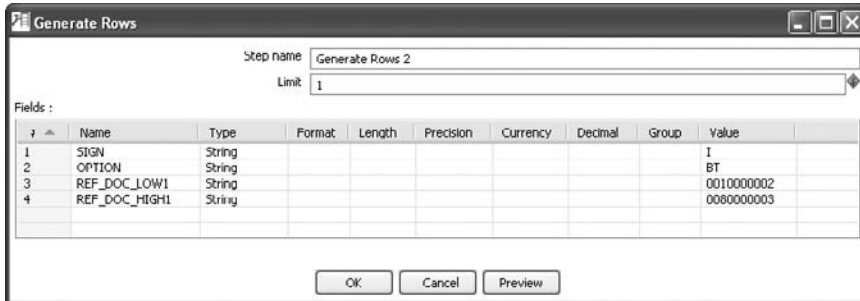 Generate Rows
Step name Generate Rows 2
Limit 1
Fields :
Name Type Format Length Precision Currency Decimal Group Value
1 SIGN String I
2 OPTION String BT
3 REF_DOC_LOW1 String 0010000002
4 REF_DOC_HIGH1 String 0080000003
OK Cancel Preview